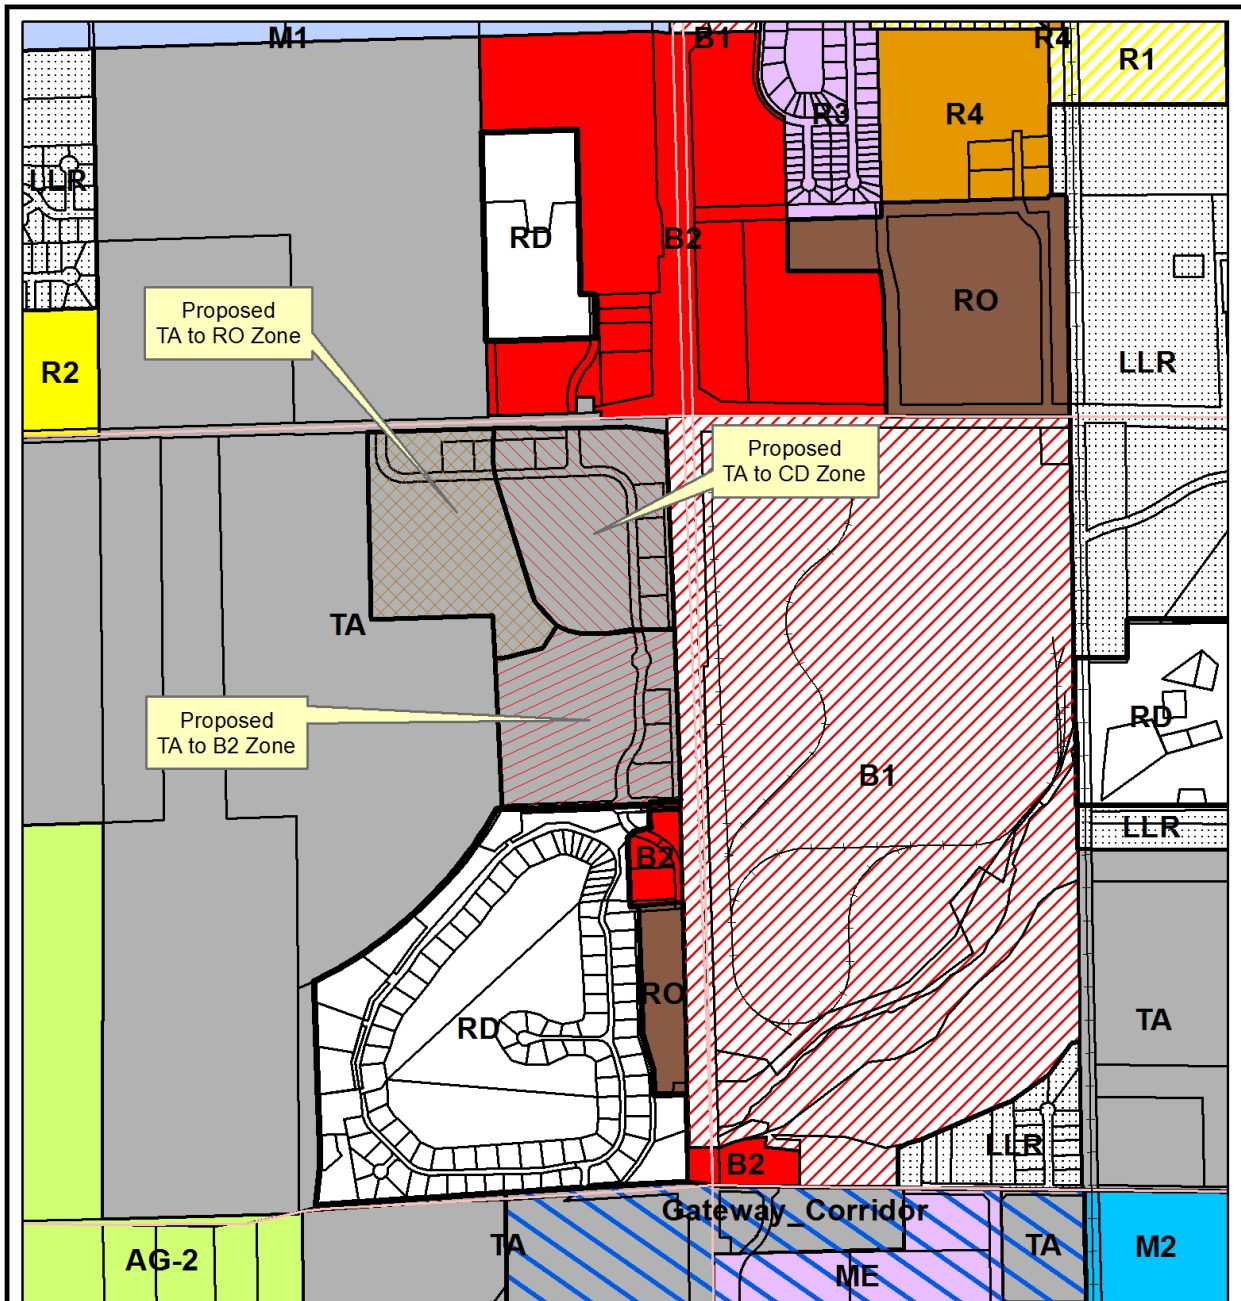 M1
B1
R4
R1
R3
R4
LLR
RD
B2
RO
Proposed
TA to RO Zone
LLR
R2
Proposed
TA to CD Zone
TA
Proposed
TA to B2 Zone
RD
B1
LLR
B2
RO
RD
TA
LLR
B2
Gateway_Corridor
TA
TA
M2
AG-2
ME